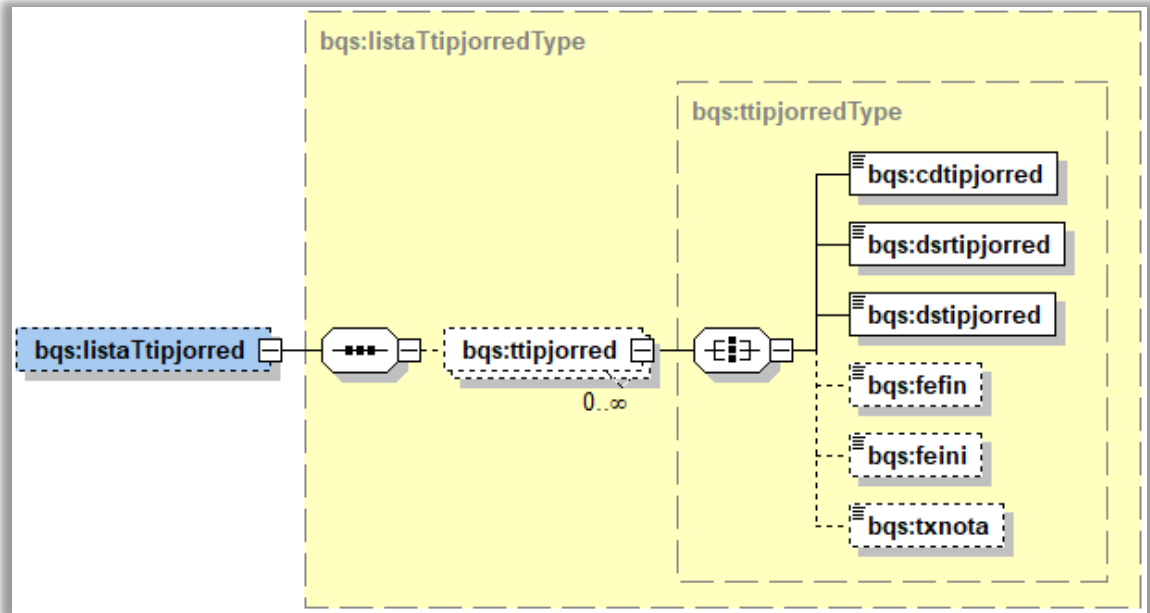 bqs:listaTtipjorredType
bqs:ttipjorredType
bqs:cdtipjorred
bqs:dsrtipjorred
bqs:dstipjorred
bqs:listaTtipjorred
bqs:ttipjorred
0..∞
bqs:fefin
bqs:feini
bqs:txnota